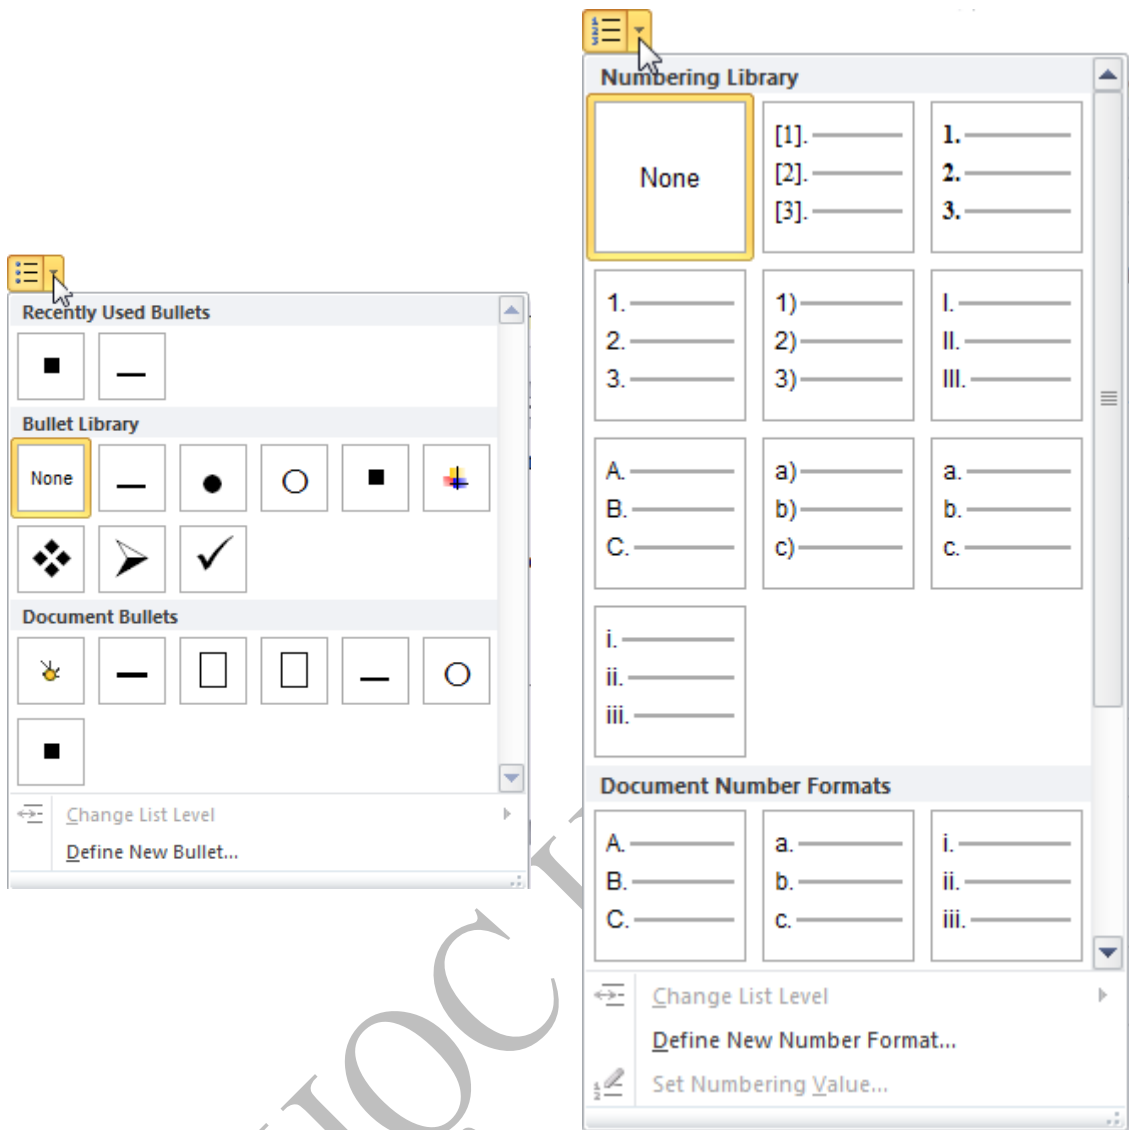 Recently Used Bullets
Bullet Library
None
Document Bullets
Change List Level
Define New Bullet...
Numbering Library
None
[1].
[2].
[3].
1.
2.
3.
1.
2.
3.
1)
2)
3)
I.
II.
III.
A.
B.
C.
a)
b)
c)
a.
b.
c.
i.
ii.
iii.
Document Number Formats
A.
B.
C.
a.
b.
c.
i.
ii.
iii.
Change List Level
Define New Number Format...
Set Numbering Value...
HOC